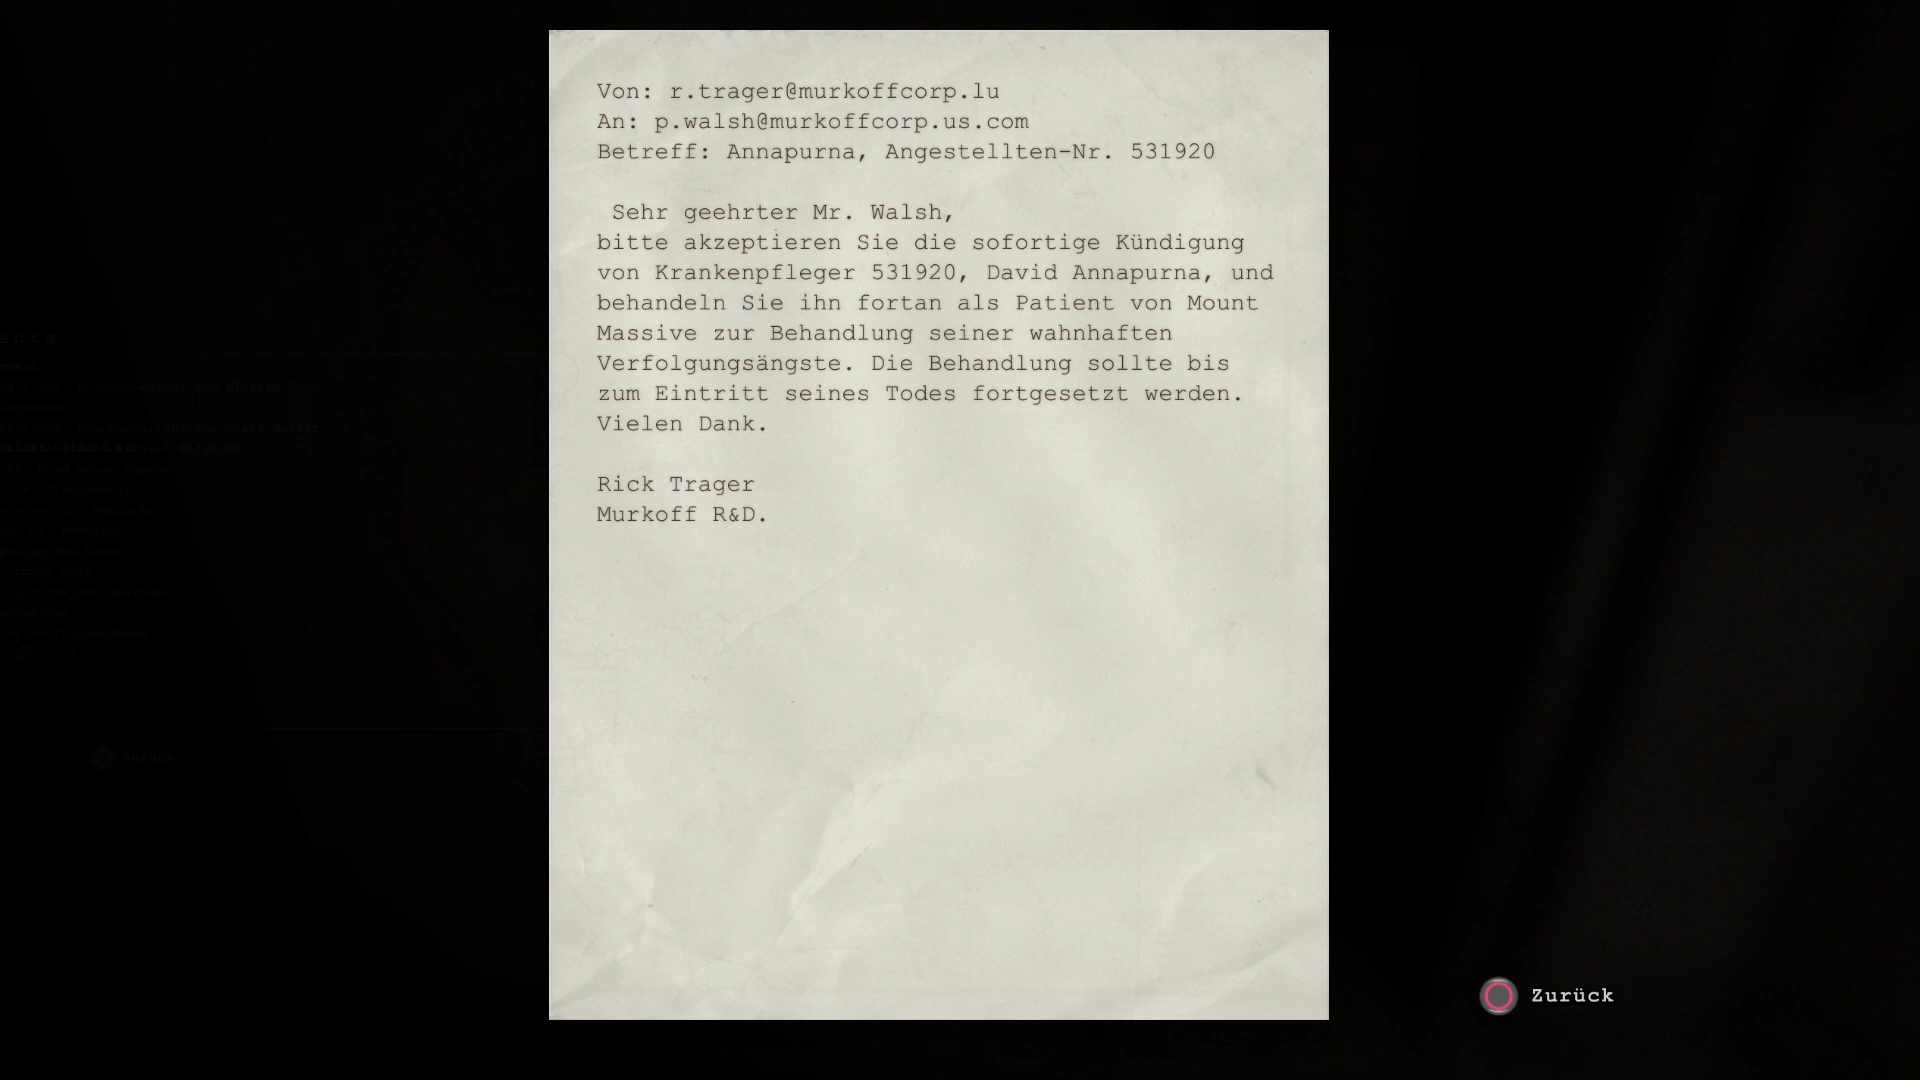 Von: r.trager@murkoffcorp.lu
An: p.walsh@murkoffcorp.us.com
Betreff: Annapurna, Angestellten-Nr. 531920
Sehr geehrter Mr. Walsh,
bitte akzeptieren Sie die sofortige Kündigung
von Krankenpfleger 531920, David Annapurna, und
behandeln Sie ihn fortan als Patient von Mount
Massive zur Behandlung seiner wahnhaften
Verfolgungsängste. Die Behandlung sollte bis
zum Eintritt seines Todes fortgesetzt werden.
Vielen Dank.
Rick Trager
Murkoff R&D.
Zurück
Zurück